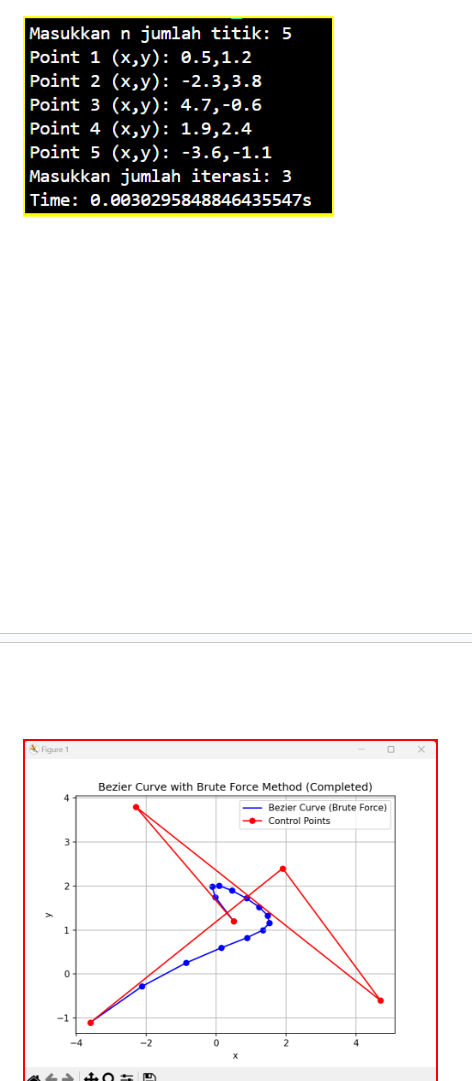 Masukkan n jumlah titik: 5
Point 1 (x,y): 0.5,1.2
Point 2 (x,y): -2.3,3.8
Point 3 (x,y): 4.7,-0.6
Point 4 (x,y): 1.9,2.4
Point 5 (x,y): -3.6,-1.1
Masukkan jumlah iterasi: 3
Time: 0.0030295848846435547s
Figure 1
Bezier Curve with Brute Force Method (Completed)
Bezier Curve (Brute Force)
Control Points
4
3
2
1
0
−1
y
−4 −2 0 2 4
x